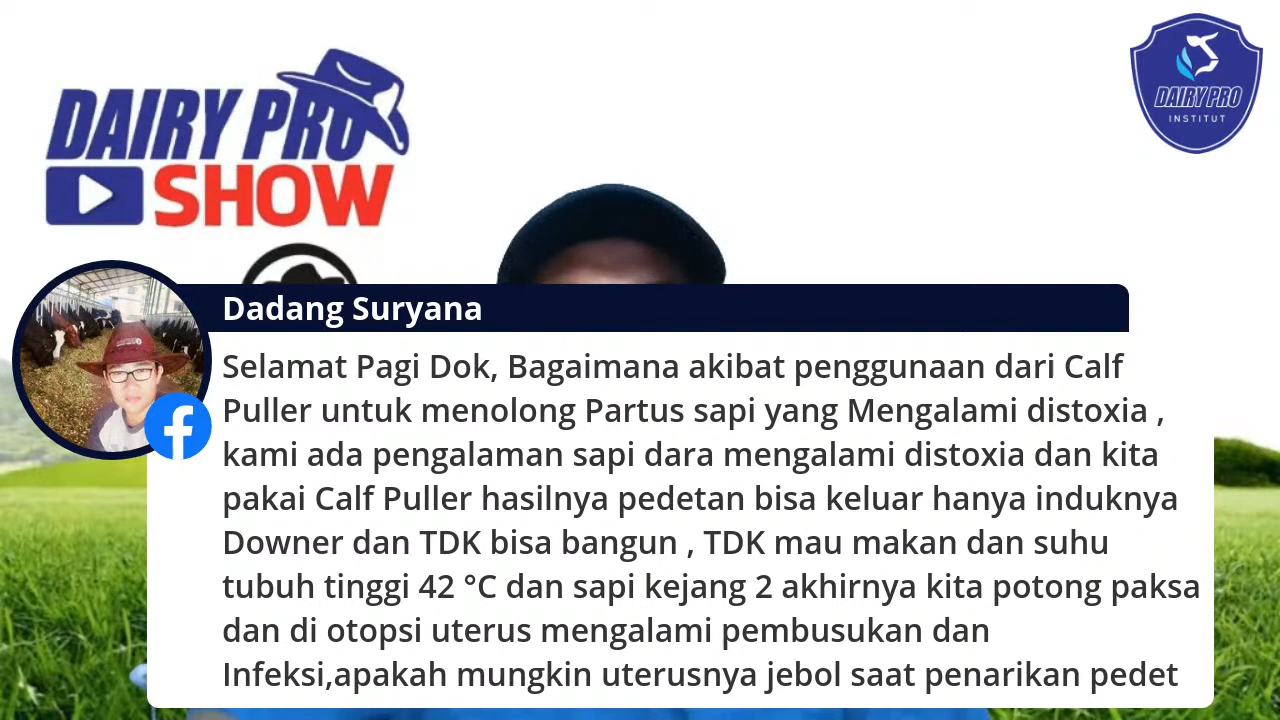 DAIRY PRO
SHOW
DAIRY PRO
INSTITUT
Dadang Suryana
Selamat Pagi Dok, Bagaimana akibat penggunaan dari Calf
Puller untuk menolong Partus sapi yang Mengalami distoxia ,
kami ada pengalaman sapi dara mengalami distoxia dan kita
pakai Calf Puller hasilnya pedetan bisa keluar hanya induknya
Downer dan TDK bisa bangun , TDK mau makan dan suhu
tubuh tinggi 42 °C dan sapi kejang 2 akhirnya kita potong paksa
dan di otopsi uterus mengalami pembusukan dan
Infeksi,apakah mungkin uterusnya jebol saat penarikan pedet